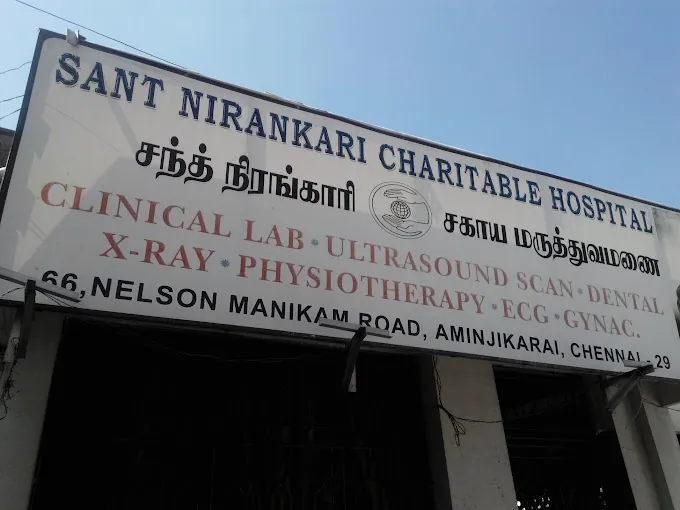 SANT NIRANKARI CHARITABLE HOSPITAL
சந்த் நிரங்காரி சகாய மருத்துவமணை
CLINICAL LAB • ULTRASOUND SCAN • DENTAL
X-RAY • PHYSIOTHERAPY • ECG • GYNAC.
66, NELSON MANIKAM ROAD, AMINJIKARAI, CHENNAI - 29